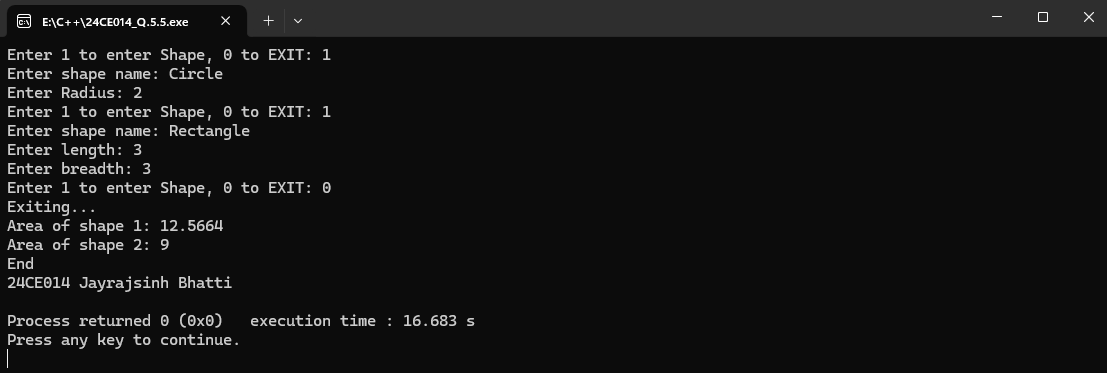 E:\C++\24CE014_Q.5.5.exe
Enter 1 to enter Shape, 0 to EXIT: 1
Enter shape name: Circle
Enter Radius: 2
Enter 1 to enter Shape, 0 to EXIT: 1
Enter shape name: Rectangle
Enter length: 3
Enter breadth: 3
Enter 1 to enter Shape, 0 to EXIT: 0
Exiting...
Area of shape 1: 12.5664
Area of shape 2: 9
End
24CE014 Jayrajsinh Bhatti
Process returned 0 (0x0)   execution time : 16.683 s
Press any key to continue.